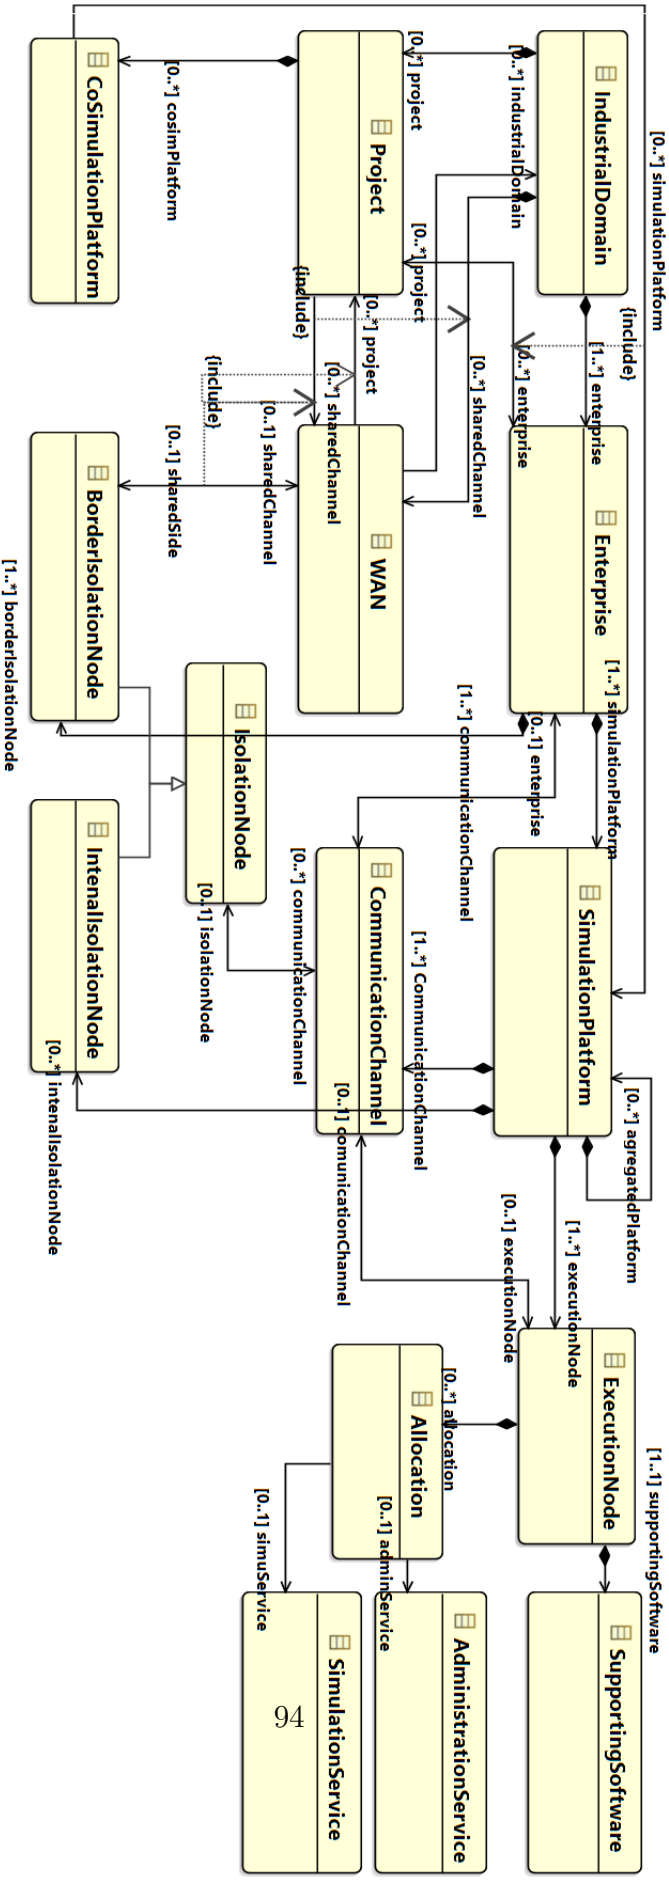 [0..*] simulationPlatform
{include}
IndustrialDomain
[1..*] enterprise
Enterprise
[1..*] simulationPlatform
SimulationPlatform
[0..*] agregatedPlatform
[1..*] executionNode
ExecutionNode
[1..1] supportingSoftware
SupportingSoftware
[0..*] industrialDomain
[0..*] enterprise
[0..1] enterprise
[0..1] executionNode
[0..*] project
[0..*] project
[0..*] sharedChannel
[1..*] communicationChannel
[1..*] CommunicationChannel
[0..*] allocation
AdministrationService
Project
[0..*] project
WAN
CommunicationChannel
Allocation
[0..1] adminService
{include}
[0..*] sharedChannel
[0..*] communicationChannel
[0..1] comunicationChannel
SimulationService
[0..1] simuService
{include}
[0..1] sharedChannel
IsolationNode
[0..1] isolationNode
[0..*] cosimPlatform
[0..1] sharedSide
CoSimulationPlatform
BorderIsolationNode
IntenalIsolationNode
[0..*] intenalIsolationNode
[1..*] borderIsolationNode
94